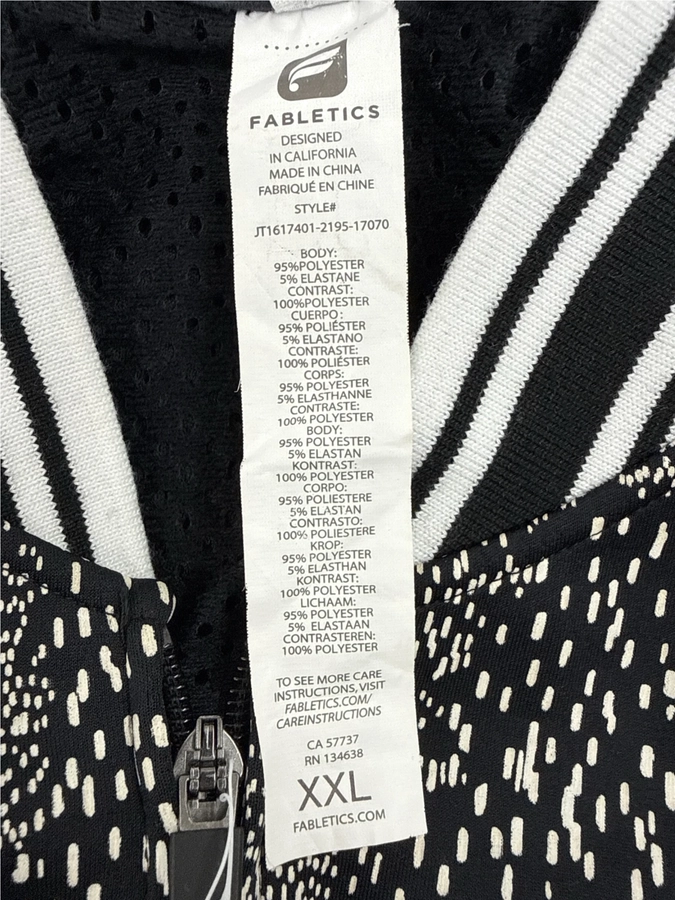 FABLETICS
DESIGNED
IN CALIFORNIA
MADE IN CHINA
FABRIQUÉ EN CHINE
STYLE#
JT1617401-2195-17070
BODY:
95%POLYESTER
5% ELASTANE
CONTRAST:
100%POLYESTER
CUERPO:
95% POLIÉSTER
5% ELASTANO
CONTRASTE:
100% POLIÉSTER
CORPS:
95% POLYESTER
5% ELASTHANNE
CONTRASTE:
100% POLYESTER
BODY:
95% POLYESTER
5% ELASTAN
KONTRAST:
100% POLYESTER
CORPO:
95% POLIESTERE
5% ELASTAN
CONTRASTO:
100% POLIESTERE
KROP:
95% POLYESTER
5% ELASTHAN
KONTRAST:
100% POLYESTER
LICHAAM:
95% POLYESTER
5% ELASTAAN
CONTRASTEREN:
100% POLYESTER
TO SEE MORE CARE
INSTRUCTIONS,VISIT
FABLETICS.COM/
CAREINSTRUCTIONS
CA 57737
RN 134638
XXL
FABLETICS.COM